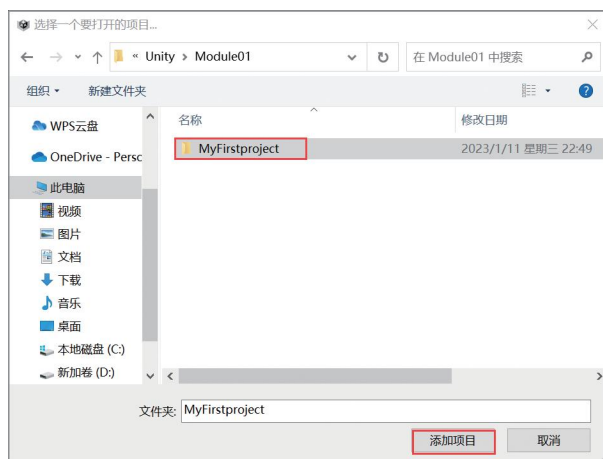 选择一个要打开的项目...
« Unity > Module01
在 Module01 中搜索
组织 新建文件夹
名称 修改日期
WPS云盘
OneDrive - Persc
此电脑
视频
图片
文档
下载
音乐
桌面
本地磁盘 (C:)
新加卷 (D:)
MyFirstproject 2023/1/11 星期三 22:49
文件夹: MyFirstproject
添加项目 取消